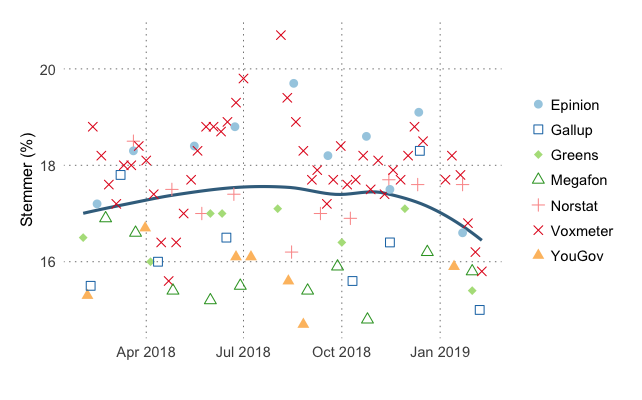 Stemmer (%)
20
18
16
Apr 2018
Jul 2018
Oct 2018
Jan 2019
Epinion
Gallup
Greens
Megafon
Norstat
Voxmeter
YouGov